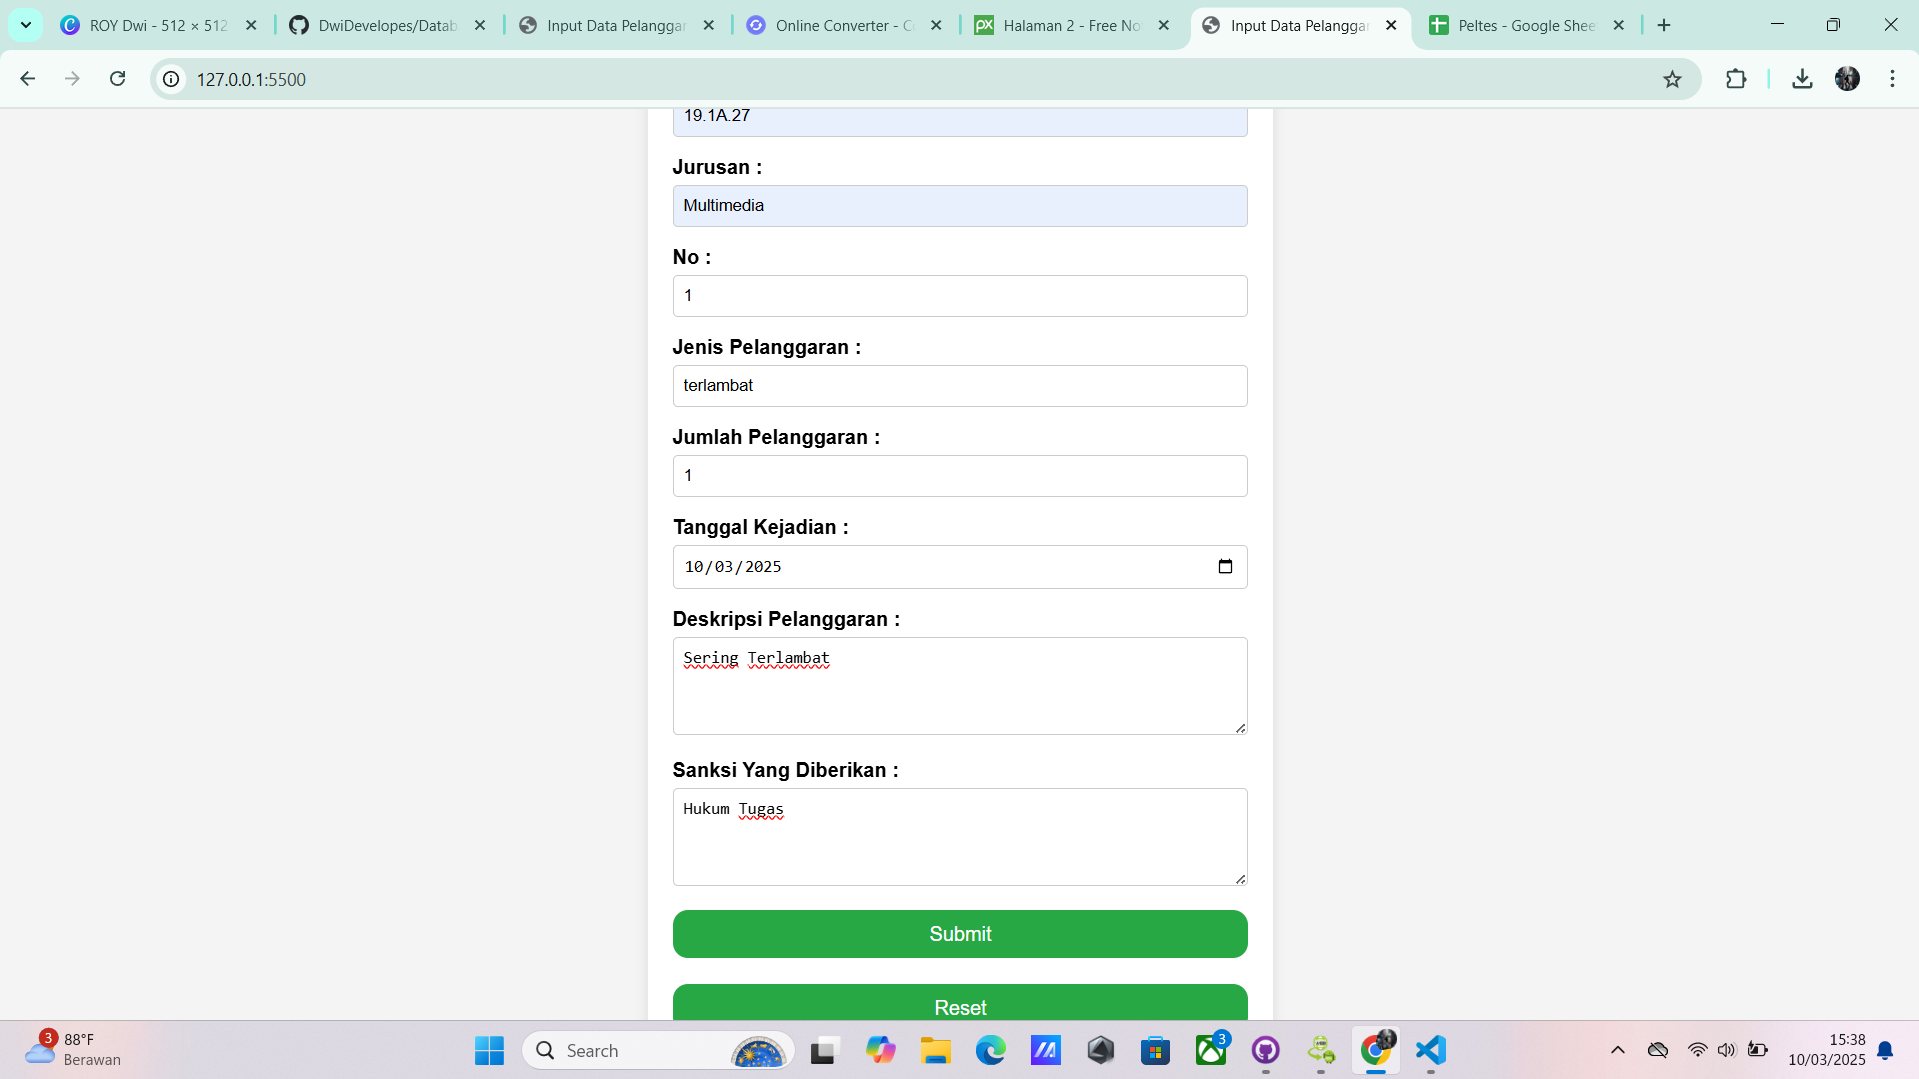 ROY Dwi - 512 × 512
DwiDevelopes/Datab
Input Data Pelanggar
Online Converter - C
Halaman 2 - Free No
Input Data Pelanggar
Peltes - Google Shee
127.0.0.1:5500
19.1A.27
Jurusan :
Multimedia
No :
1
Jenis Pelanggaran :
terlambat
Jumlah Pelanggaran :
1
Tanggal Kejadian :
10/03/2025
Deskripsi Pelanggaran :
Sering Terlambat
Sanksi Yang Diberikan :
Hukum Tugas
Submit
Reset
3
88°F
Berawan
Search
3
15:38
10/03/2025